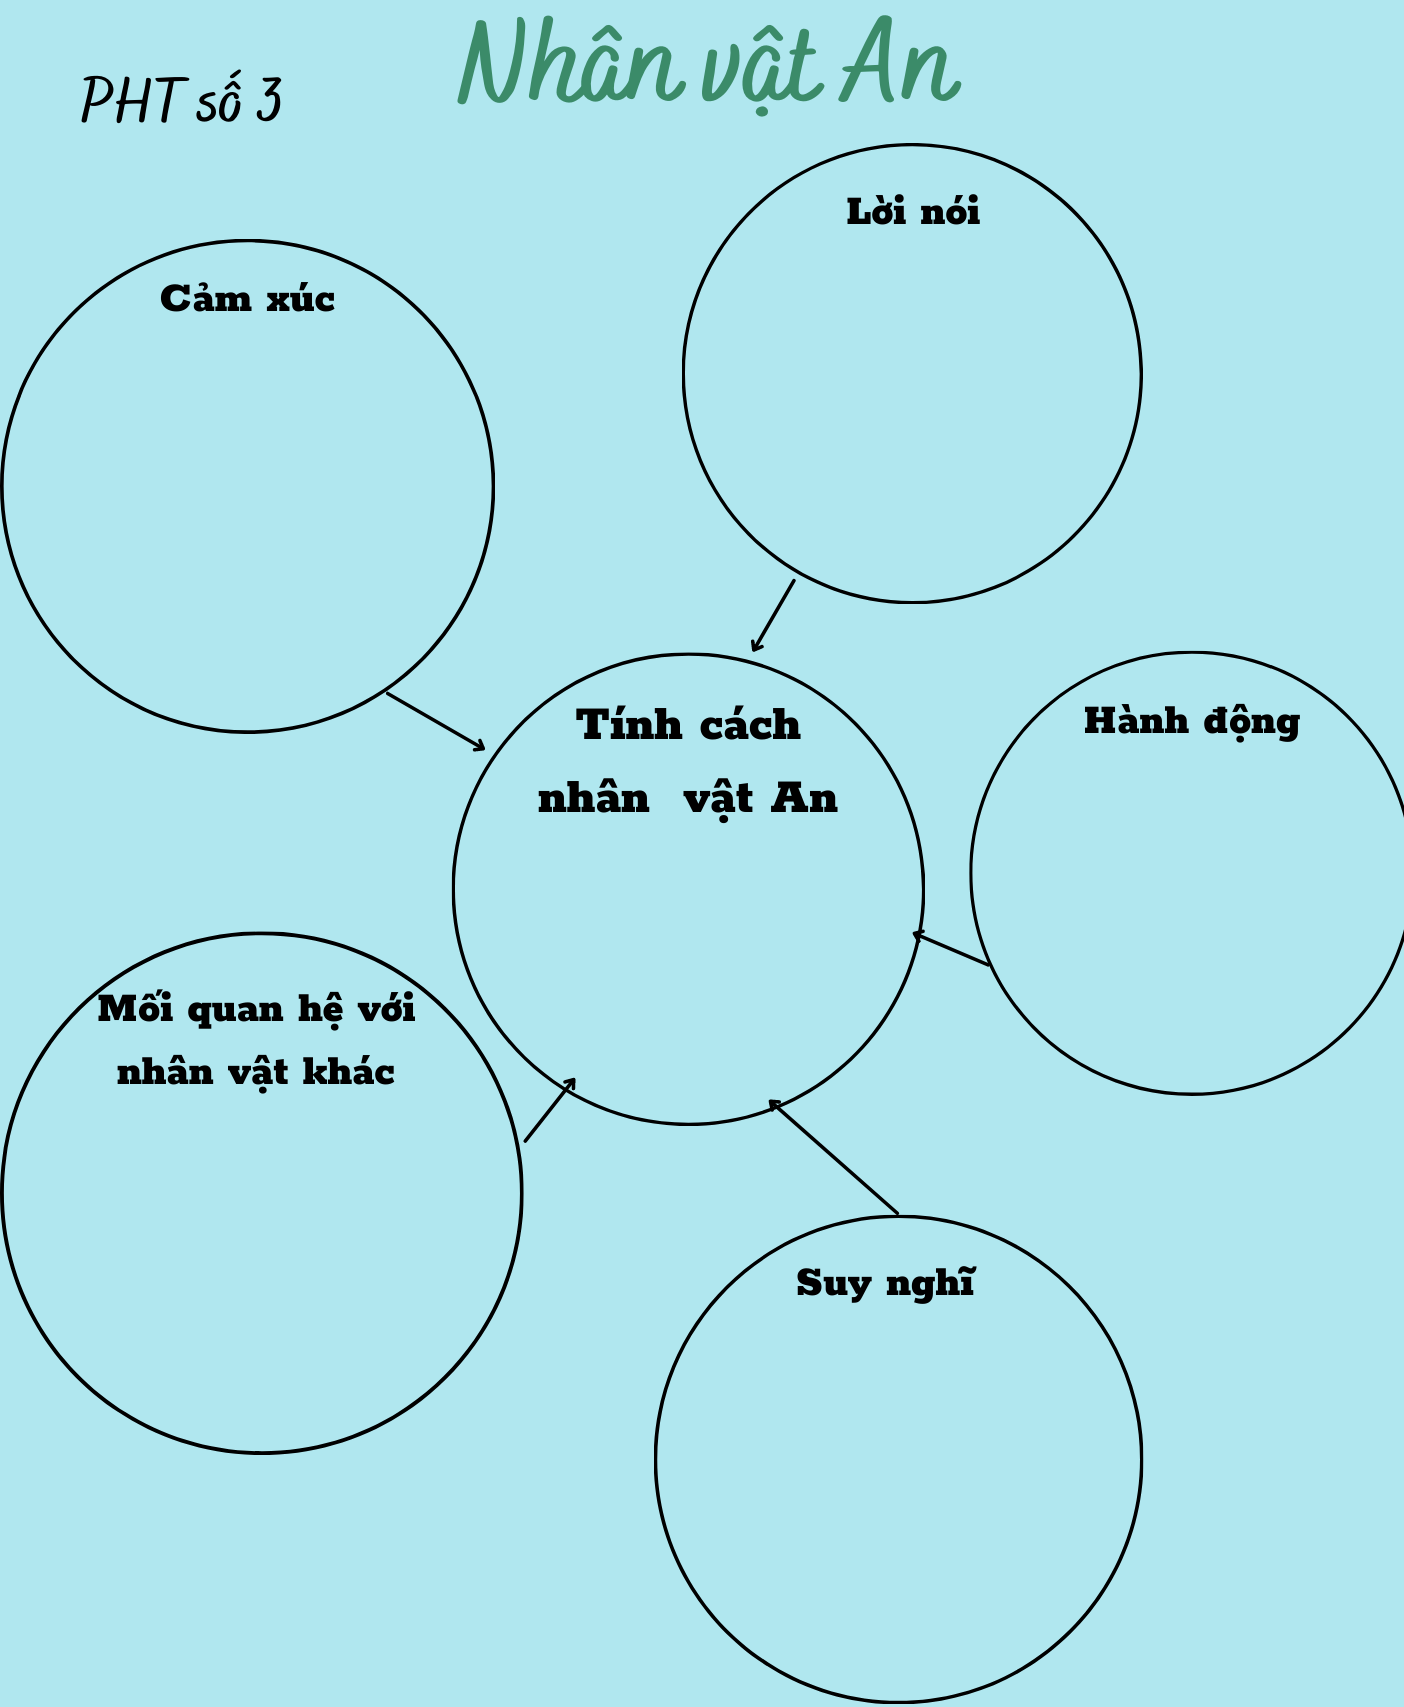 Nhân vật An
PHT số 3
Lời nói
Cảm xúc
Tính cách
nhân vật An
Hành động
Mối quan hệ với
nhân vật khác
Suy nghĩ